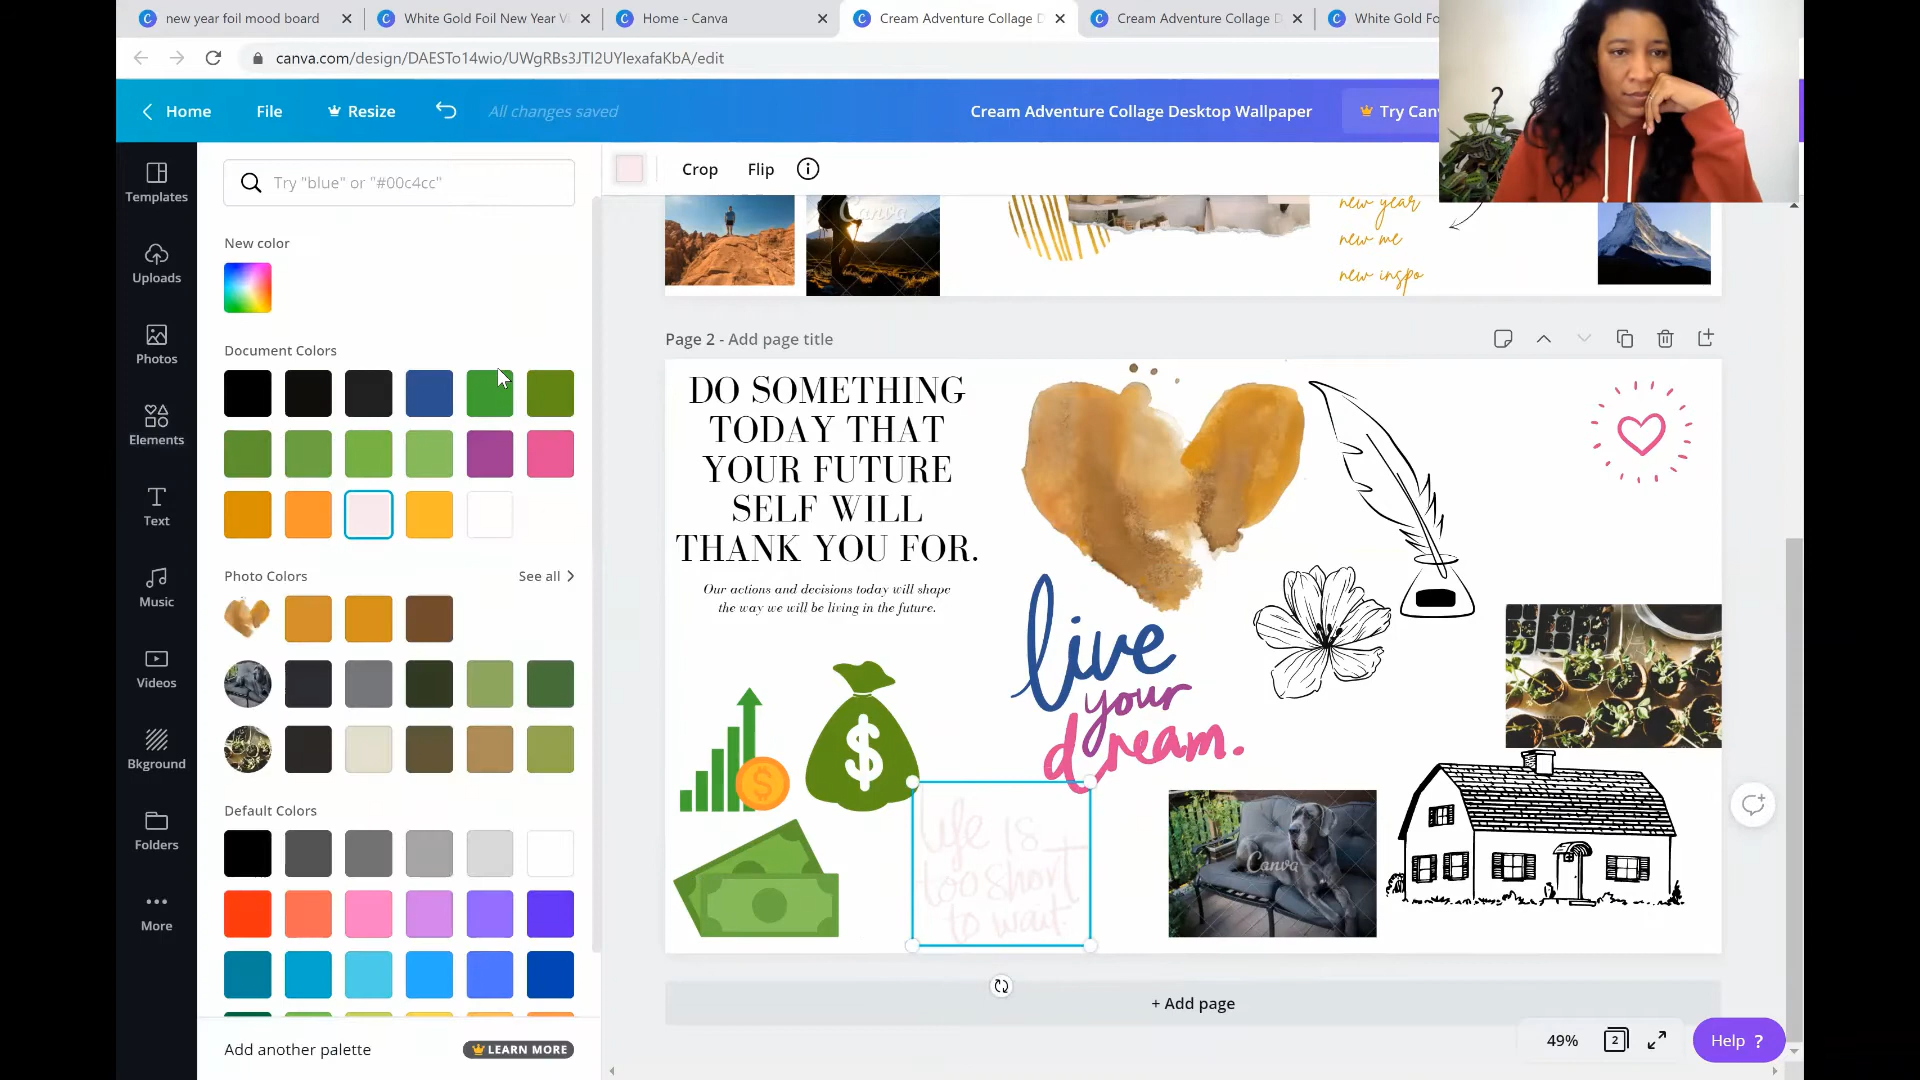 new year foil mood board
White Gold Foil New Year Vi
Home - Canva
Cream Adventure Collage D
Cream Adventure Collage D
White Gold Fo
canva.com/design/DAESTo14wio/UWgRBs3JTI2UYlexafaKbA/edit
Home
File
Resize
All changes saved
Cream Adventure Collage Desktop Wallpaper
Try Can
Templates
Uploads
Photos
Elements
Text
Music
Videos
Bkground
Folders
More
Try "blue" or "#00c4cc"
New color
Document Colors
Photo Colors
See all
Default Colors
Add another palette
LEARN MORE
Crop
Flip
Canva
new year
new me
new inspo
Page 2 - Add page title
DO SOMETHING
TODAY THAT
YOUR FUTURE
SELF WILL
THANK YOU FOR.
Our actions and decisions today will shape
the way we will be living in the future.
live
your
dream.
$
$
life is
too short
to wait.
Canva
+ Add page
49%
2
Help ?